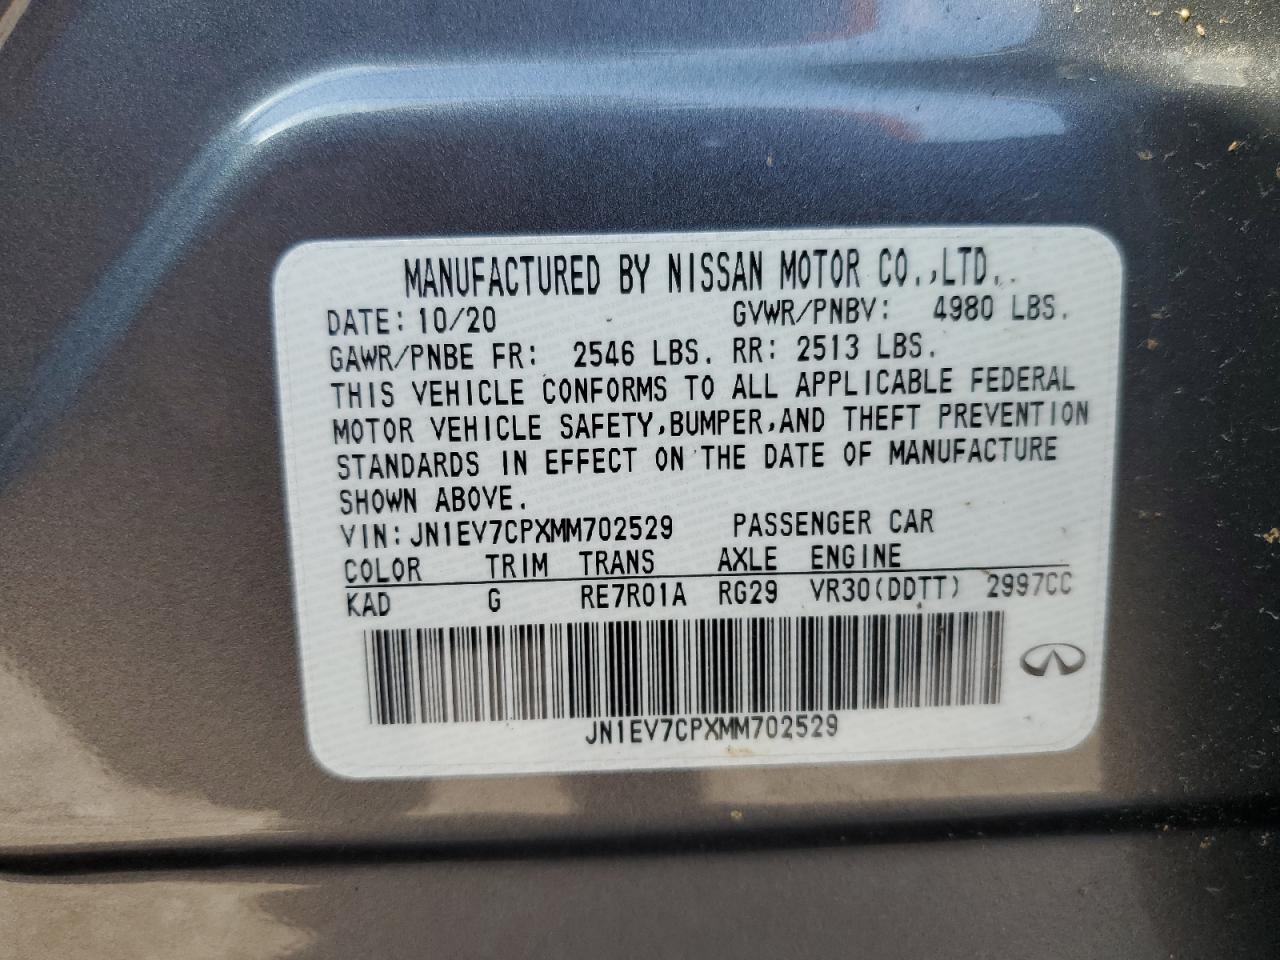 MANUFACTURED BY NISSAN MOTOR CO.,LTD.
DATE: 10/20 GVWR/PNBV: 4980 LBS.
GAWR/PNBE FR: 2546 LBS. RR: 2513 LBS.
THIS VEHICLE CONFORMS TO ALL APPLICABLE FEDERAL
MOTOR VEHICLE SAFETY,BUMPER,AND THEFT PREVENTION
STANDARDS IN EFFECT ON THE DATE OF MANUFACTURE
SHOWN ABOVE.
VIN:JN1EV7CPXMM702529 PASSENGER CAR
COLOR TRIM TRANS AXLE ENGINE
KAD G RE7R01A RG29 VR30(DDTT) 2997CC
JN1EV7CPXMM702529